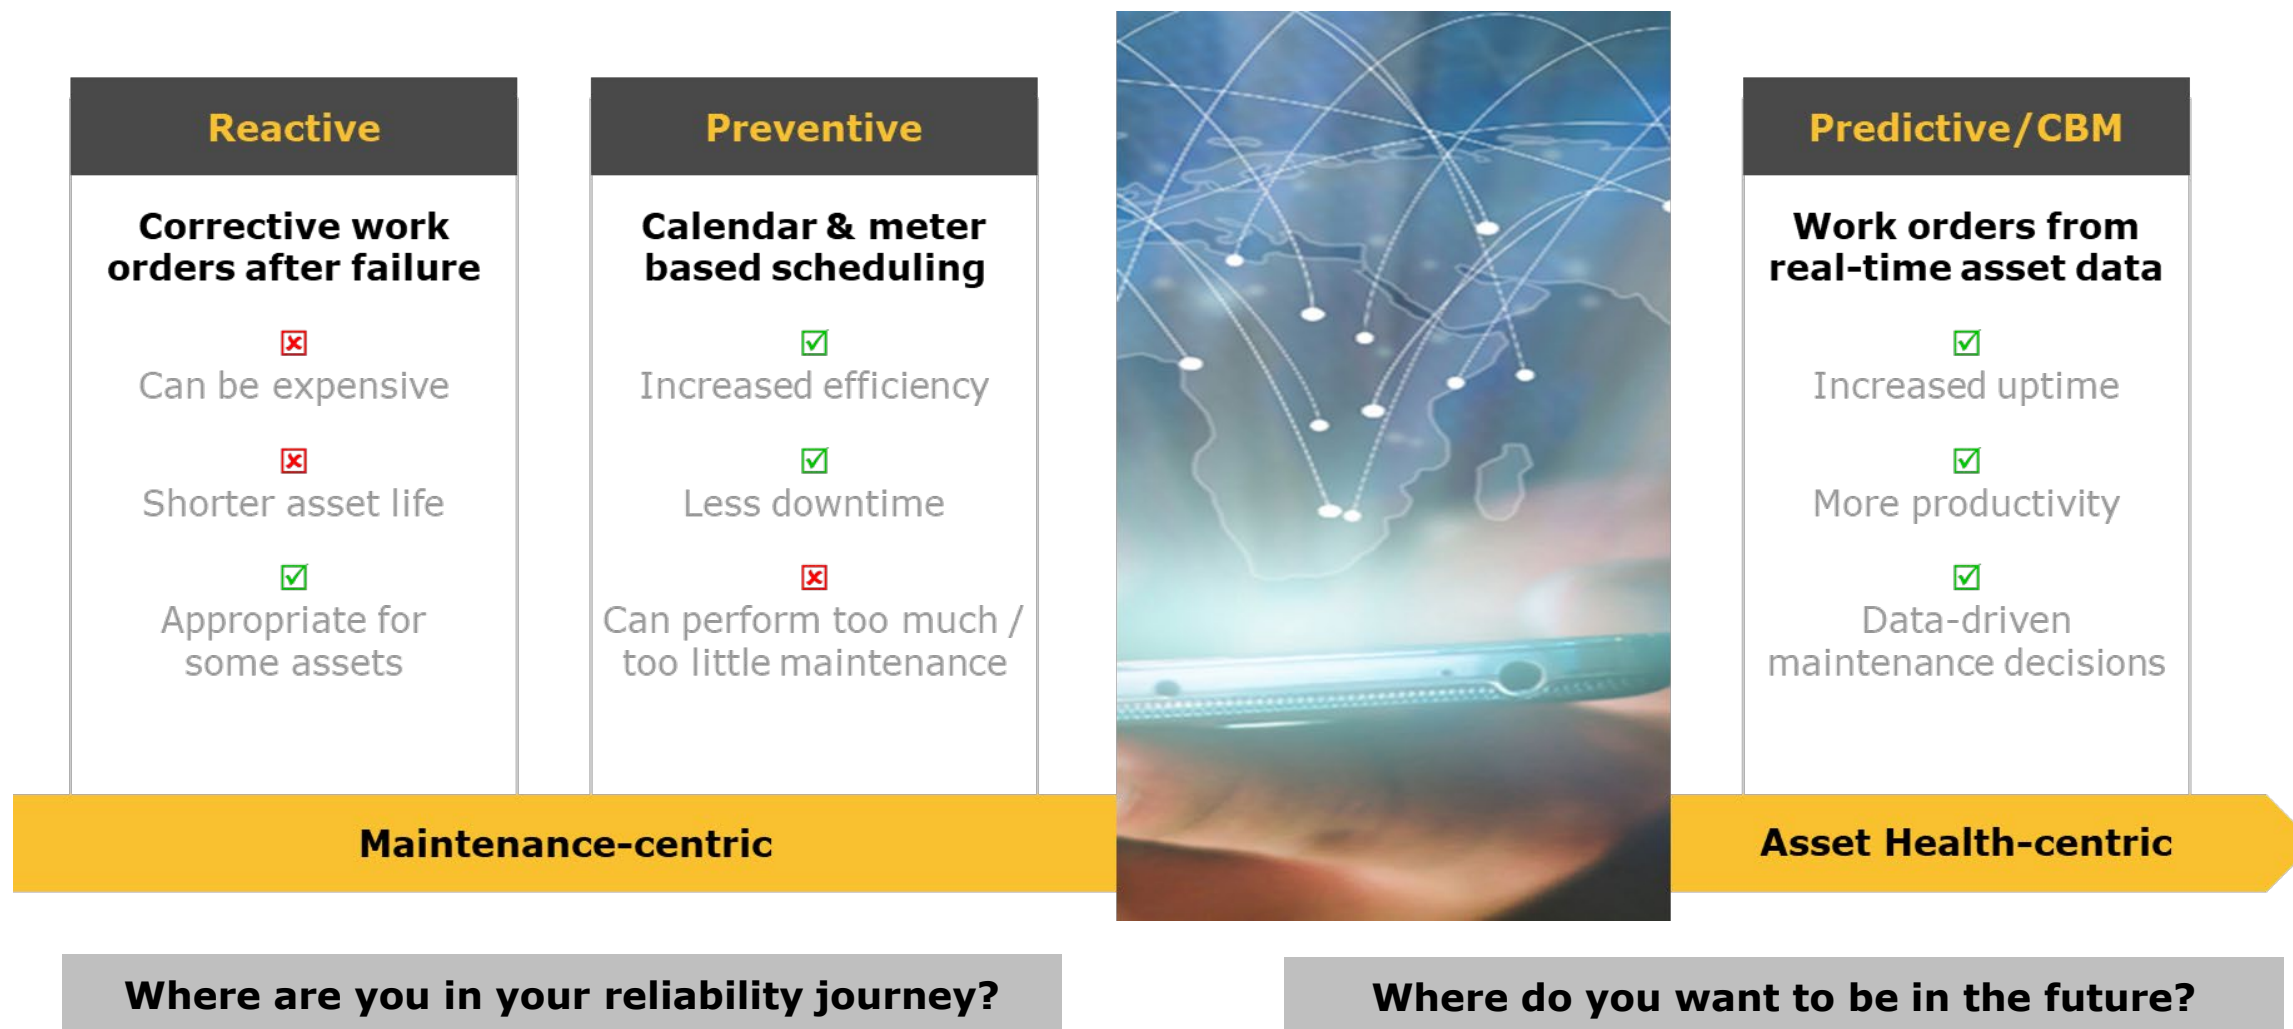 Reactive
Corrective work
orders after failure
Can be expensive
Shorter asset life
Appropriate for
some assets
Preventive
Calendar & meter
based scheduling
Increased efficiency
Less downtime
Can perform too much /
too little maintenance
Predictive/CBM
Work orders from
real-time asset data
Increased uptime
More productivity
Data-driven
maintenance decisions
Maintenance-centric
Asset Health-centric
Where are you in your reliability journey?
Where do you want to be in the future?